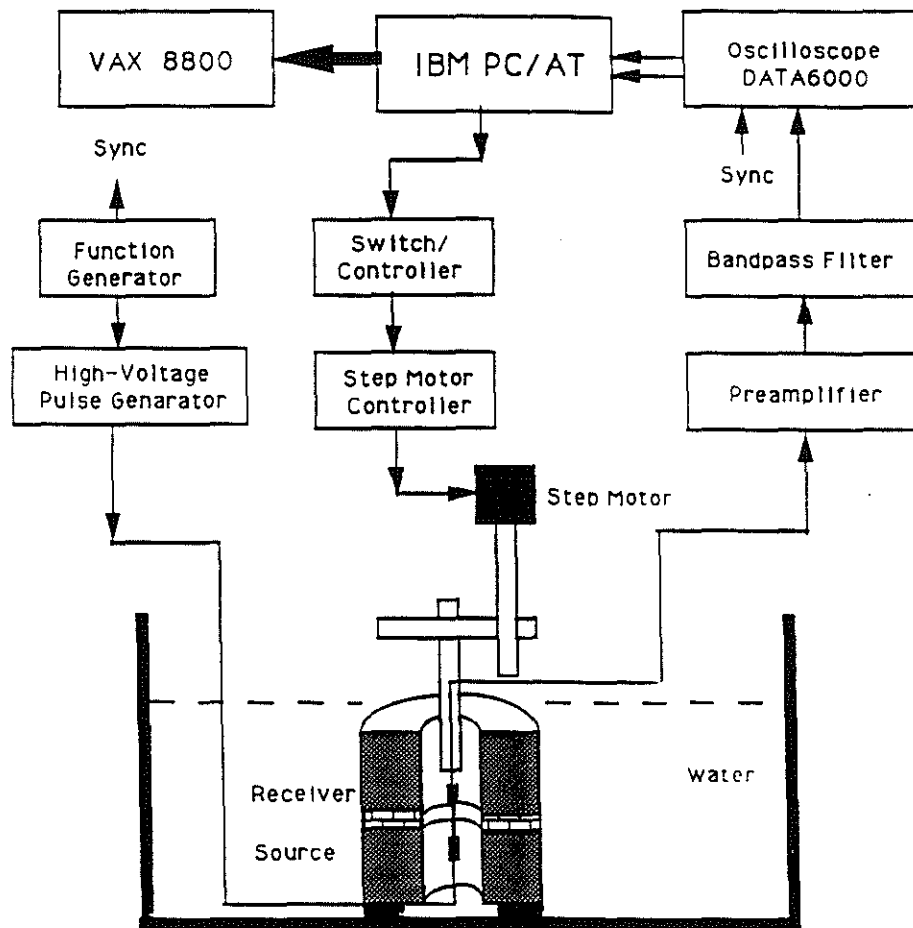 VAX 8800
IBM PC/AT
Oscilloscope
DATA6000
Sync
Sync
Function
Generator
Switch/
Controller
Bandpass Filter
High-Voltage
Pulse Genarator
Step Motor
Controller
Preamplifier
Step Motor
Receiver
Water
Source